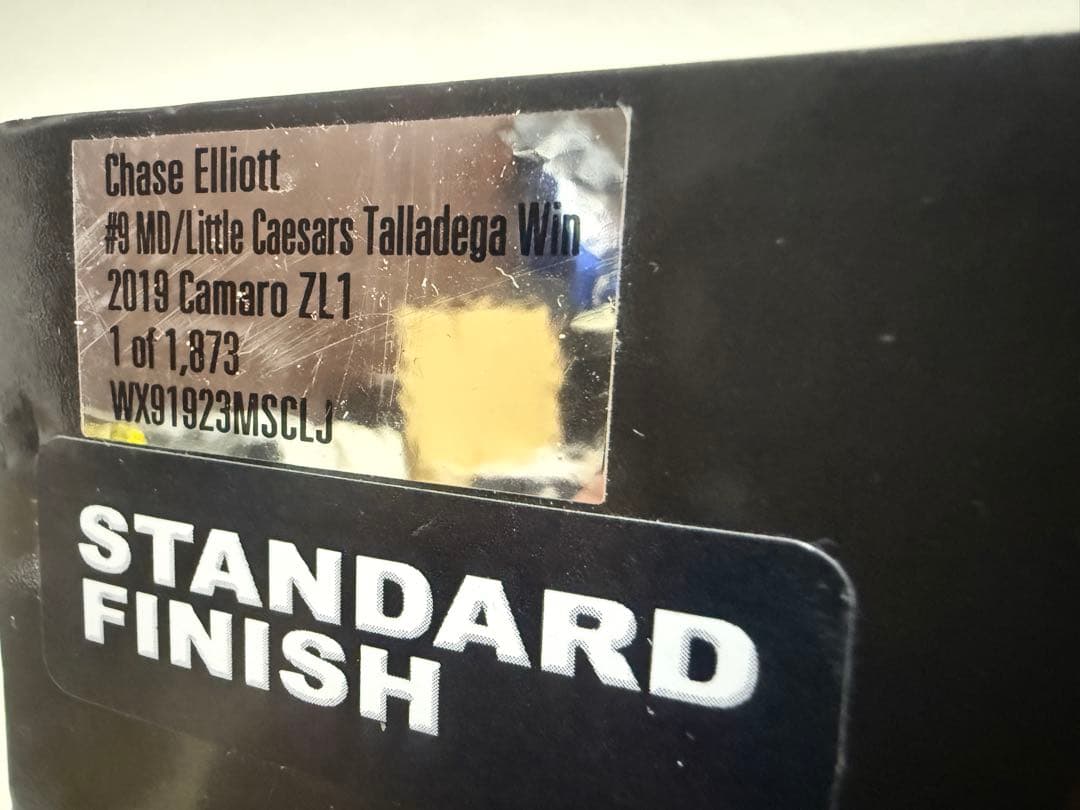 Chase Elliott
#9 MD/Little Caesars Talladega Win
2019 Camaro ZL1
1 of 1,873
WX91923MSCLJ
STANDARD
FINISH